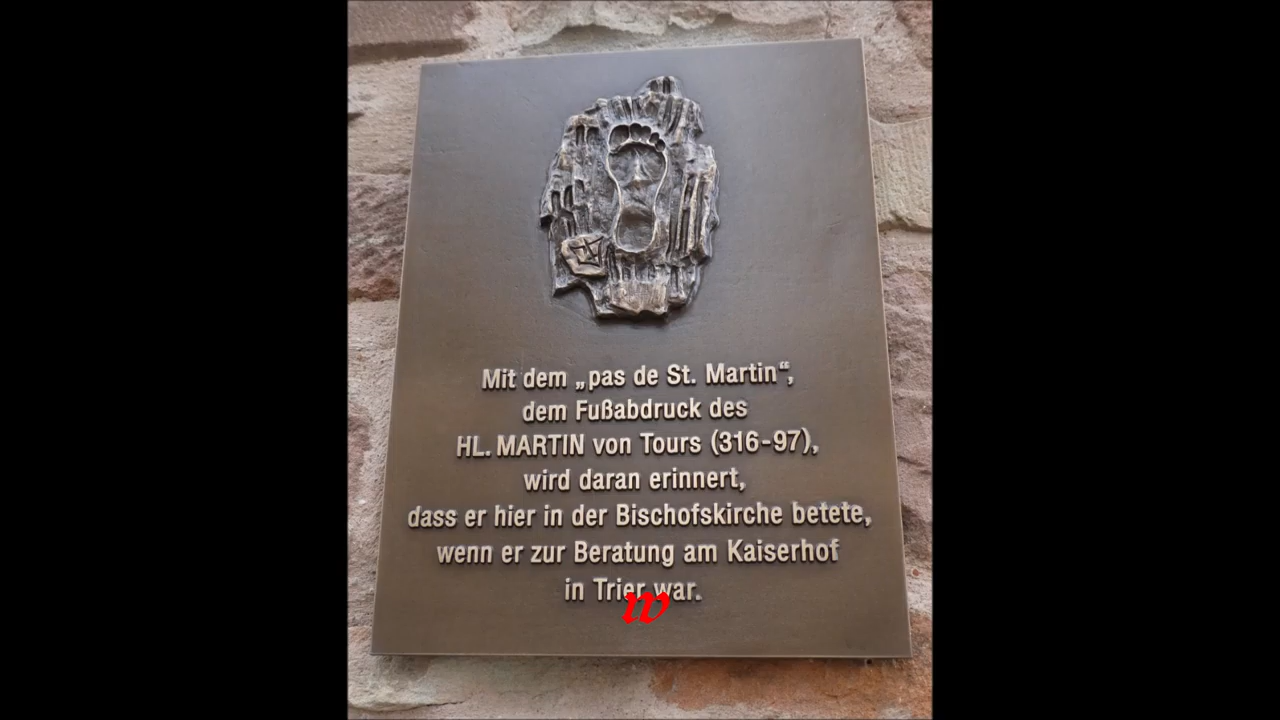 Mit dem „pas de St. Martin“,
dem Fußabdruck des
HL. MARTIN von Tours (316-97),
wird daran erinnert,
dass er hier in der Bischofskirche betete,
wenn er zur Beratung am Kaiserhof
in Trier war.
w